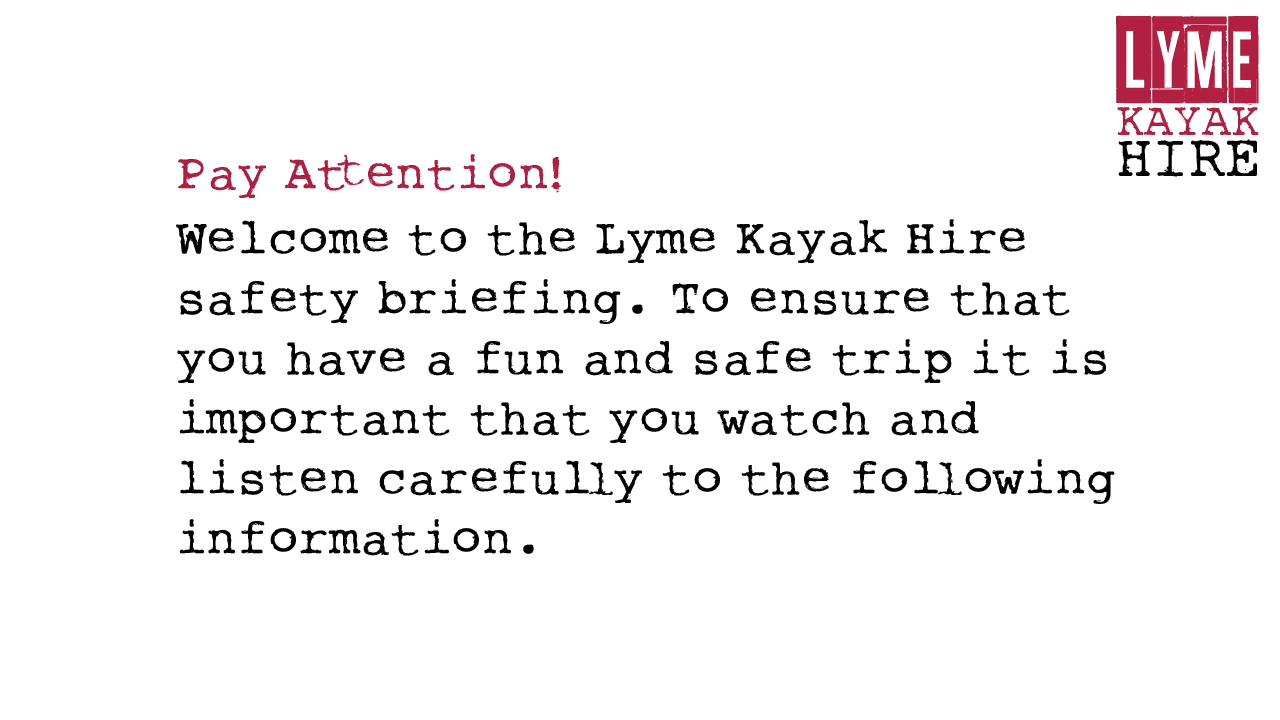 LYME
KAYAK
HIRE
Pay Attention!
Welcome to the Lyme Kayak Hire
safety briefing. To ensure that
you have a fun and safe trip it is
important that you watch and
listen carefully to the following
information.